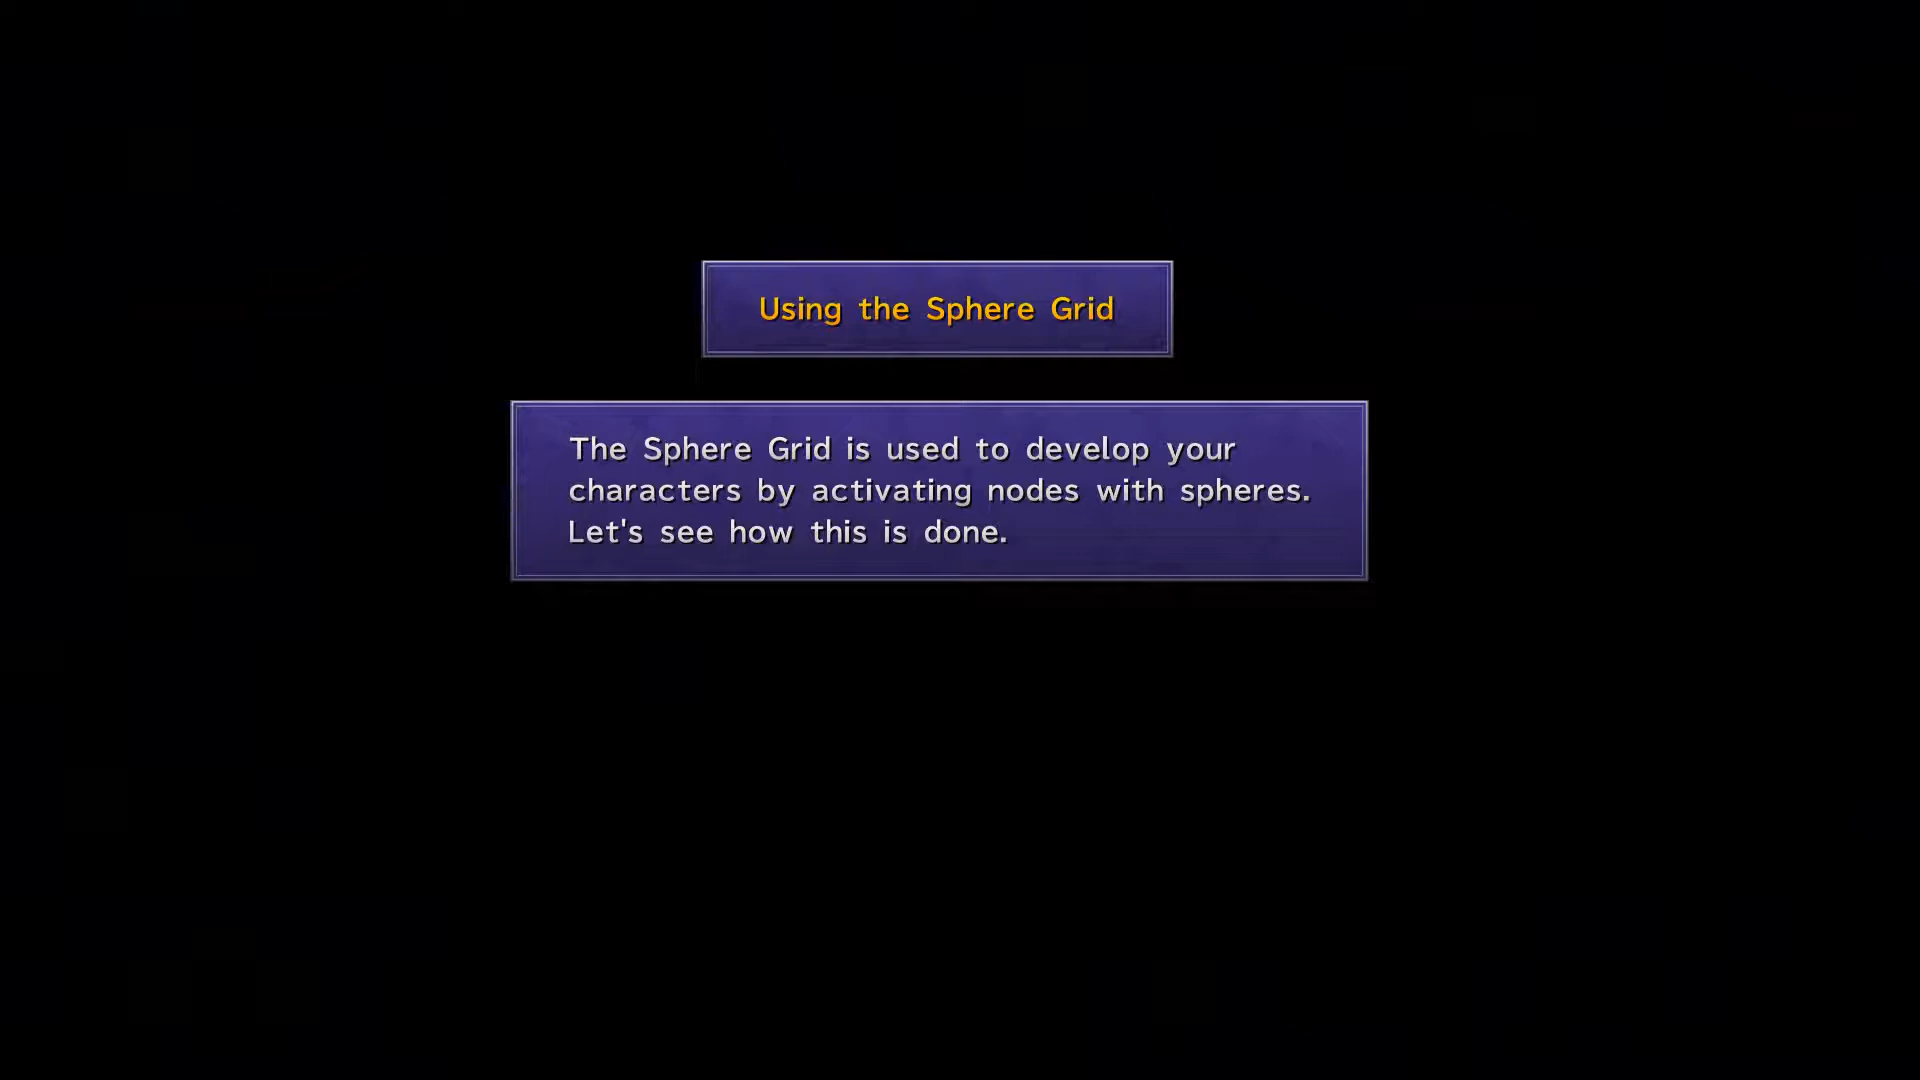 Using the Sphere Grid
The Sphere Grid is used to develop your
characters by activating nodes with spheres.
Let's see how this is done.